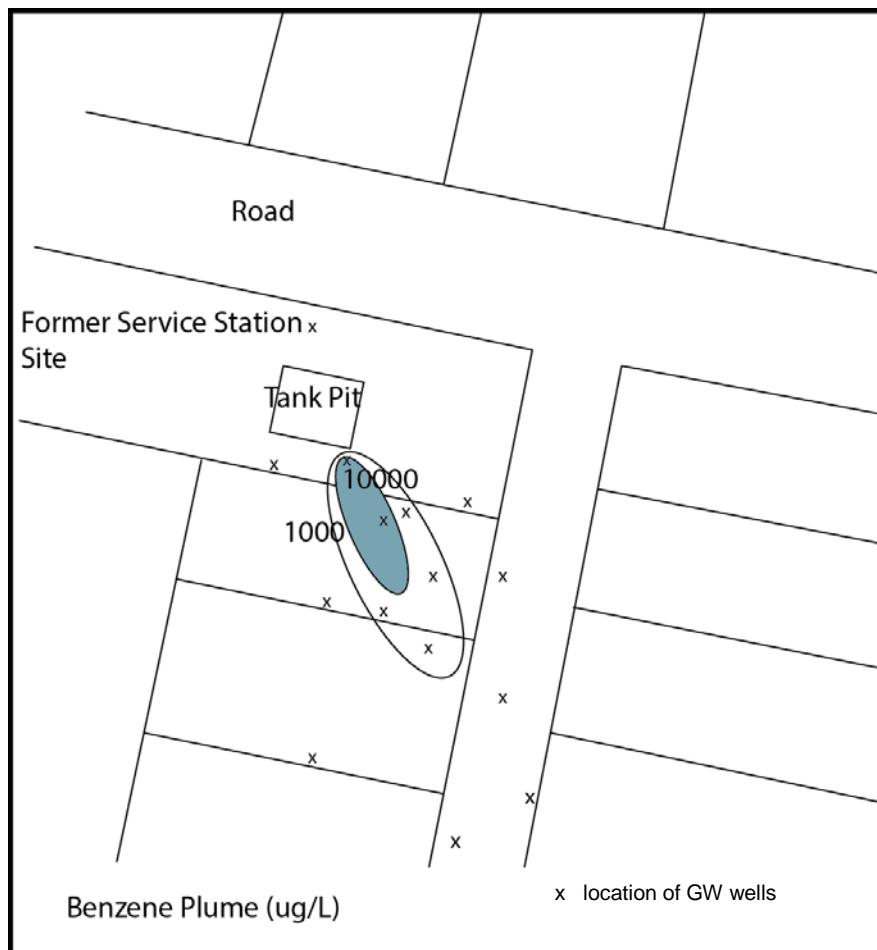 Road
Former Service Station x
Site
Tank Pit
x
x
10000
x
x
x
1000
x
x
x
x
x
x
x
x
x
x
x location of GW wells
Benzene Plume (ug/L)